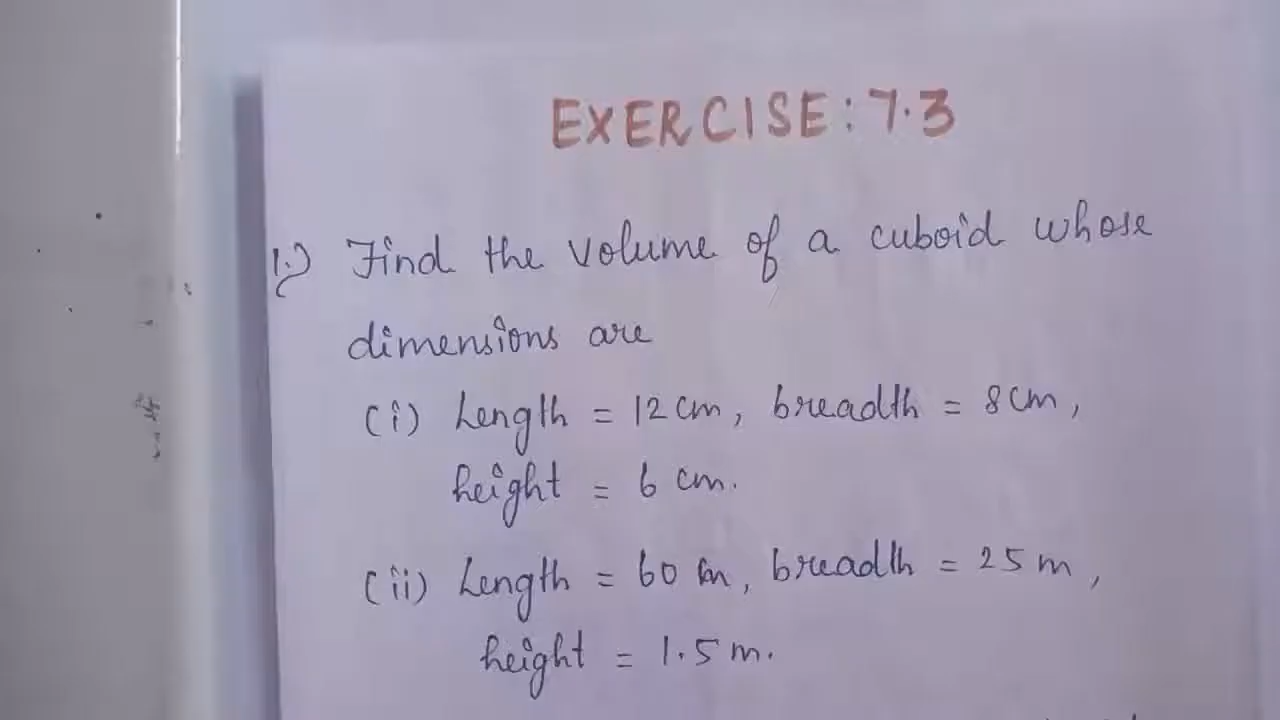 EXERCISE: 7.3
1.) Find the volume of a cuboid whose
dimensions are
(i) Length = 12 cm, breadth = 8 cm,
height = 6 cm.
(ii) Length = 60 m, breadth = 25 m,
height = 1.5 m.